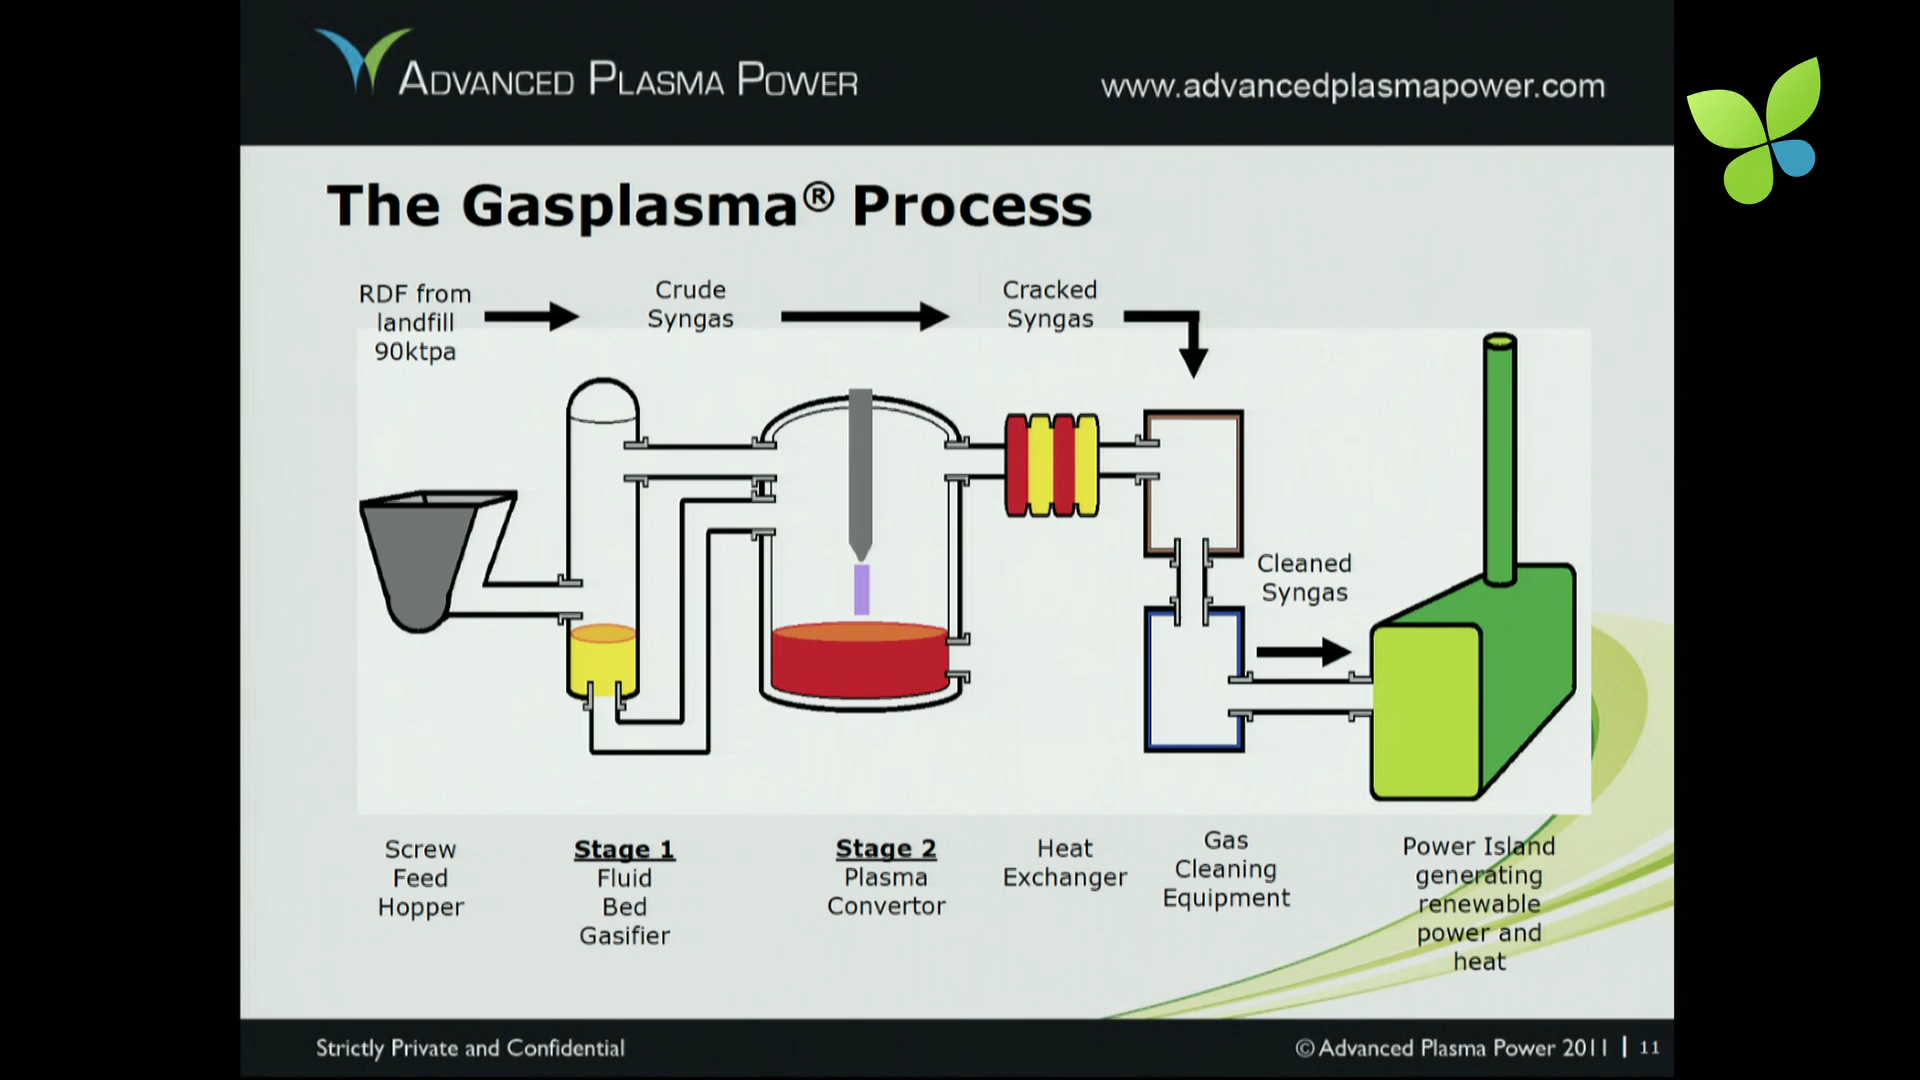 ADVANCED PLASMA POWER
www.advancedplasmapower.com
The Gasplasma® Process
RDF from
landfill
90ktpa
Crude
Syngas
Cracked
Syngas
Cleaned
Syngas
Screw
Feed
Hopper
Stage 1
Fluid
Bed
Gasifier
Stage 2
Plasma
Convertor
Heat
Exchanger
Gas
Cleaning
Equipment
Power Island
generating
renewable
power and
heat
Strictly Private and Confidential
© Advanced Plasma Power 2011 | 11